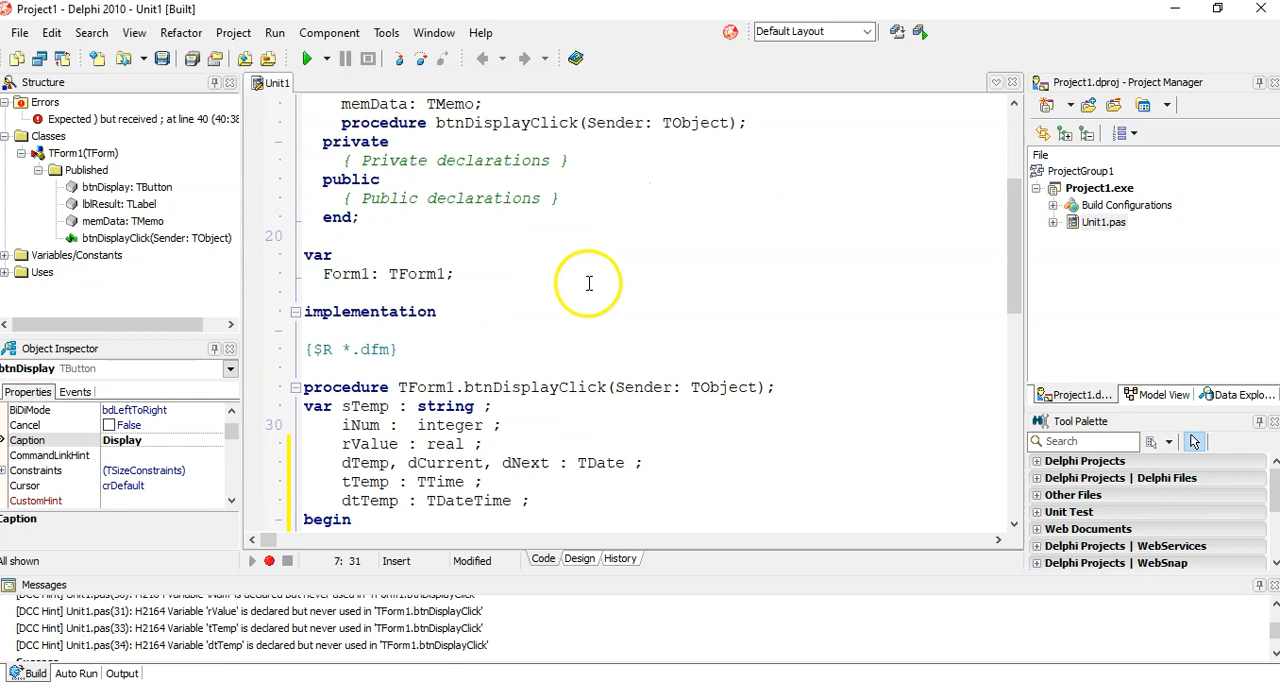 Project1 - Delphi 2010 - Unit1 [Built]
File Edit Search View Refactor Project Run Component Tools Window Help
Default Layout
Structure
Errors
Expected ) but received ; at line 40 (40:38
Classes
TForm1(TForm)
Published
btnDisplay: TButton
lblResult: TLabel
memData: TMemo
btnDisplayClick(Sender: TObject)
Variables/Constants
Uses
Object Inspector
btnDisplay TButton
Properties Events
BiDiMode bdLeftToRight
Cancel False
Caption Display
CommandLinkHint
Constraints (TSizeConstraints)
Cursor crDefault
CustomHint
Caption
All shown
Unit1
memData: TMemo;
procedure btnDisplayClick(Sender: TObject);
private
{ Private declarations }
public
{ Public declarations }
end;
20
var
Form1: TForm1;
implementation
{$R *.dfm}
procedure TForm1.btnDisplayClick(Sender: TObject);
var sTemp : string ;
30 iNum : integer ;
rValue : real ;
dTemp, dCurrent, dNext : TDate ;
tTemp : TTime ;
dtTemp : TDateTime ;
begin
7: 31 Insert Modified Code Design History
Project1.dproj - Project Manager
File
ProjectGroup1
Project1.exe
Build Configurations
Unit1.pas
Project1.d... Model View Data Explo...
Tool Palette
Search
Delphi Projects
Delphi Projects | Delphi Files
Other Files
Unit Test
Web Documents
Delphi Projects | WebServices
Delphi Projects | WebSnap
Messages
[DCC Hint] Unit1.pas(31): H2164 Variable 'rValue' is declared but never used in 'TForm1.btnDisplayClick'
[DCC Hint] Unit1.pas(33): H2164 Variable 'tTemp' is declared but never used in 'TForm1.btnDisplayClick'
[DCC Hint] Unit1.pas(34): H2164 Variable 'dtTemp' is declared but never used in 'TForm1.btnDisplayClick'
Build Auto Run Output